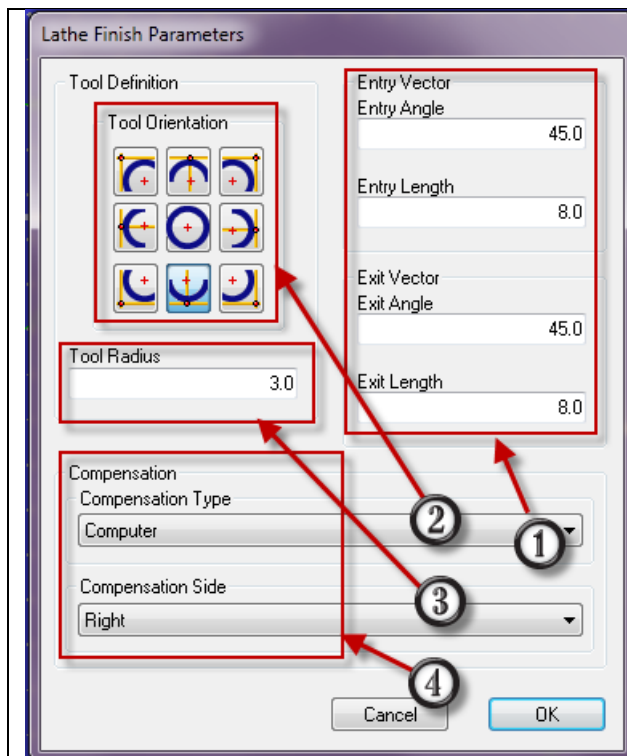 Lathe Finish Parameters
Tool Definition
Tool Orientation
Tool Radius
3.0
Entry Vector
Entry Angle
45.0
Entry Length
8.0
Exit Vector
Exit Angle
45.0
Exit Length
8.0
Compensation
Compensation Type
Computer
Compensation Side
Right
2
1
3
4
Cancel
OK